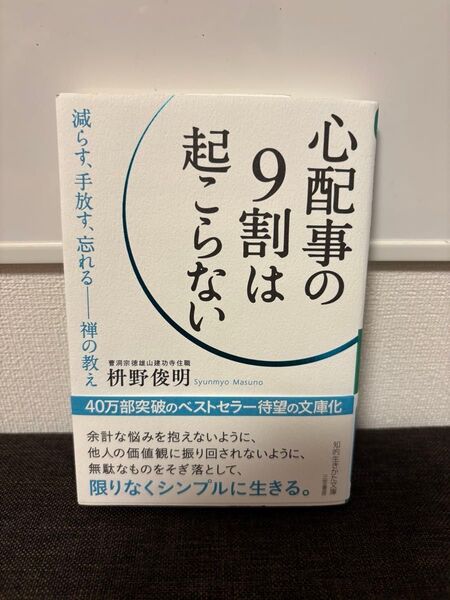 心配事の
9割は
起こらない
減らす、手放す、忘れる――禅の教え
曹洞宗徳雄山建功寺住職
枡野俊明
Syunmyo Masuno
40万部突破のベストセラー待望の文庫化
余計な悩みを抱えないように、
他人の価値観に振り回されないように、
無駄なものをそぎ落として、
限りなくシンプルに生きる。
知的生きかた文庫
三笠書房